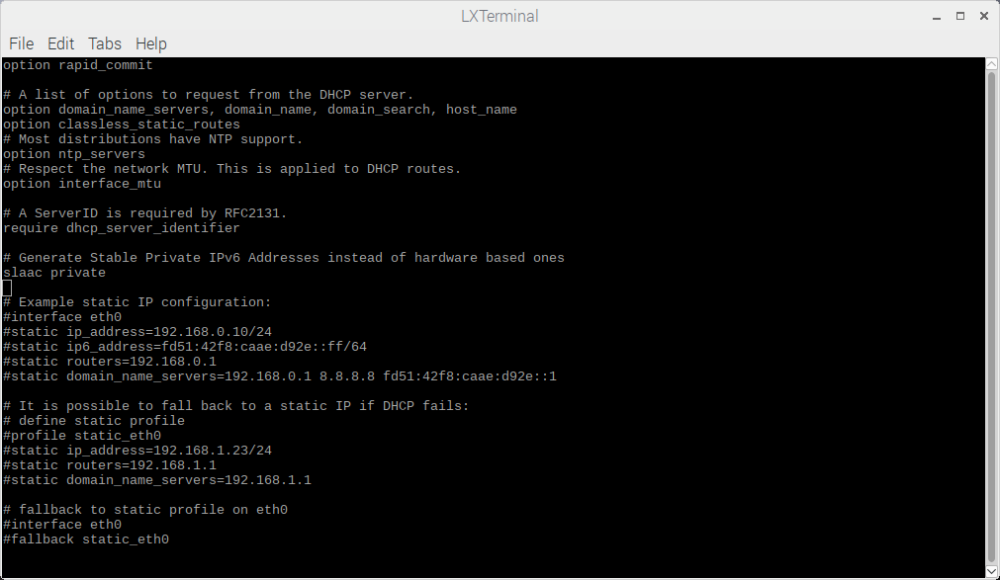 LXTerminal
File Edit Tabs Help
option rapid_commit
# A list of options to request from the DHCP server.
option domain_name_servers, domain_name, domain_search, host_name
option classless_static_routes
# Most distributions have NTP support.
option ntp_servers
# Respect the network MTU. This is applied to DHCP routes.
option interface_mtu
# A ServerID is required by RFC2131.
require dhcp_server_identifier
# Generate Stable Private IPv6 Addresses instead of hardware based ones
slaac private
# Example static IP configuration:
#interface eth0
#static ip_address=192.168.0.10/24
#static ip6_address=fd51:42f8:caae:d92e::ff/64
#static routers=192.168.0.1
#static domain_name_servers=192.168.0.1 8.8.8.8 fd51:42f8:caae:d92e::1
# It is possible to fall back to a static IP if DHCP fails:
# define static profile
#profile static_eth0
#static ip_address=192.168.1.23/24
#static routers=192.168.1.1
#static domain_name_servers=192.168.1.1
# fallback to static profile on eth0
#interface eth0
#fallback static_eth0